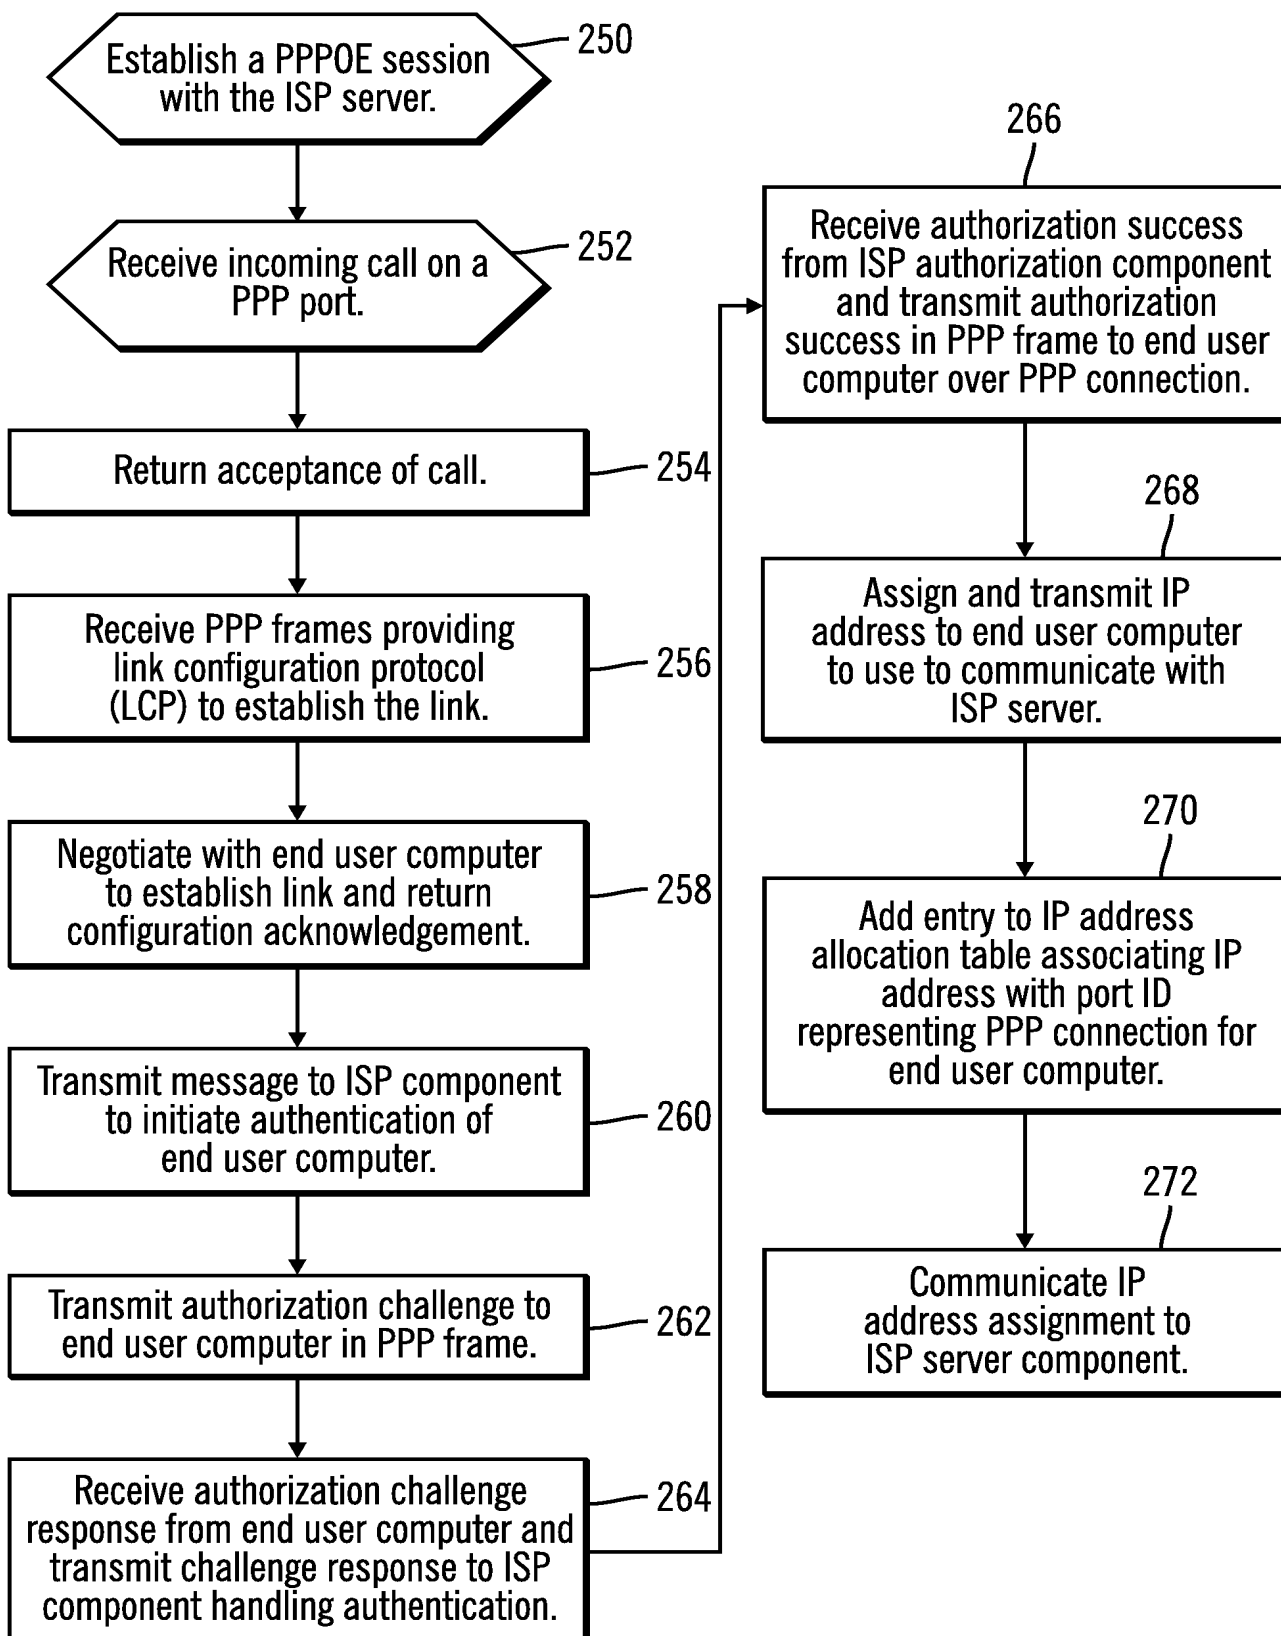 Establish a PPPOE session
with the ISP server.
250
Receive incoming call on a
PPP port.
252
Return acceptance of call.
254
Receive PPP frames providing
link configuration protocol
(LCP) to establish the link.
256
Negotiate with end user computer
to establish link and return
configuration acknowledgement.
258
Transmit message to ISP component
to initiate authentication of
end user computer.
260
Transmit authorization challenge to
end user computer in PPP frame.
262
Receive authorization challenge
response from end user computer and
transmit challenge response to ISP
component handling authentication.
264
266
Receive authorization success
from ISP authorization component
and transmit authorization
success in PPP frame to end user
computer over PPP connection.
268
Assign and transmit IP
address to end user computer
to use to communicate with
ISP server.
270
Add entry to IP address
allocation table associating IP
address with port ID
representing PPP connection for
end user computer.
272
Communicate IP
address assignment to
ISP server component.